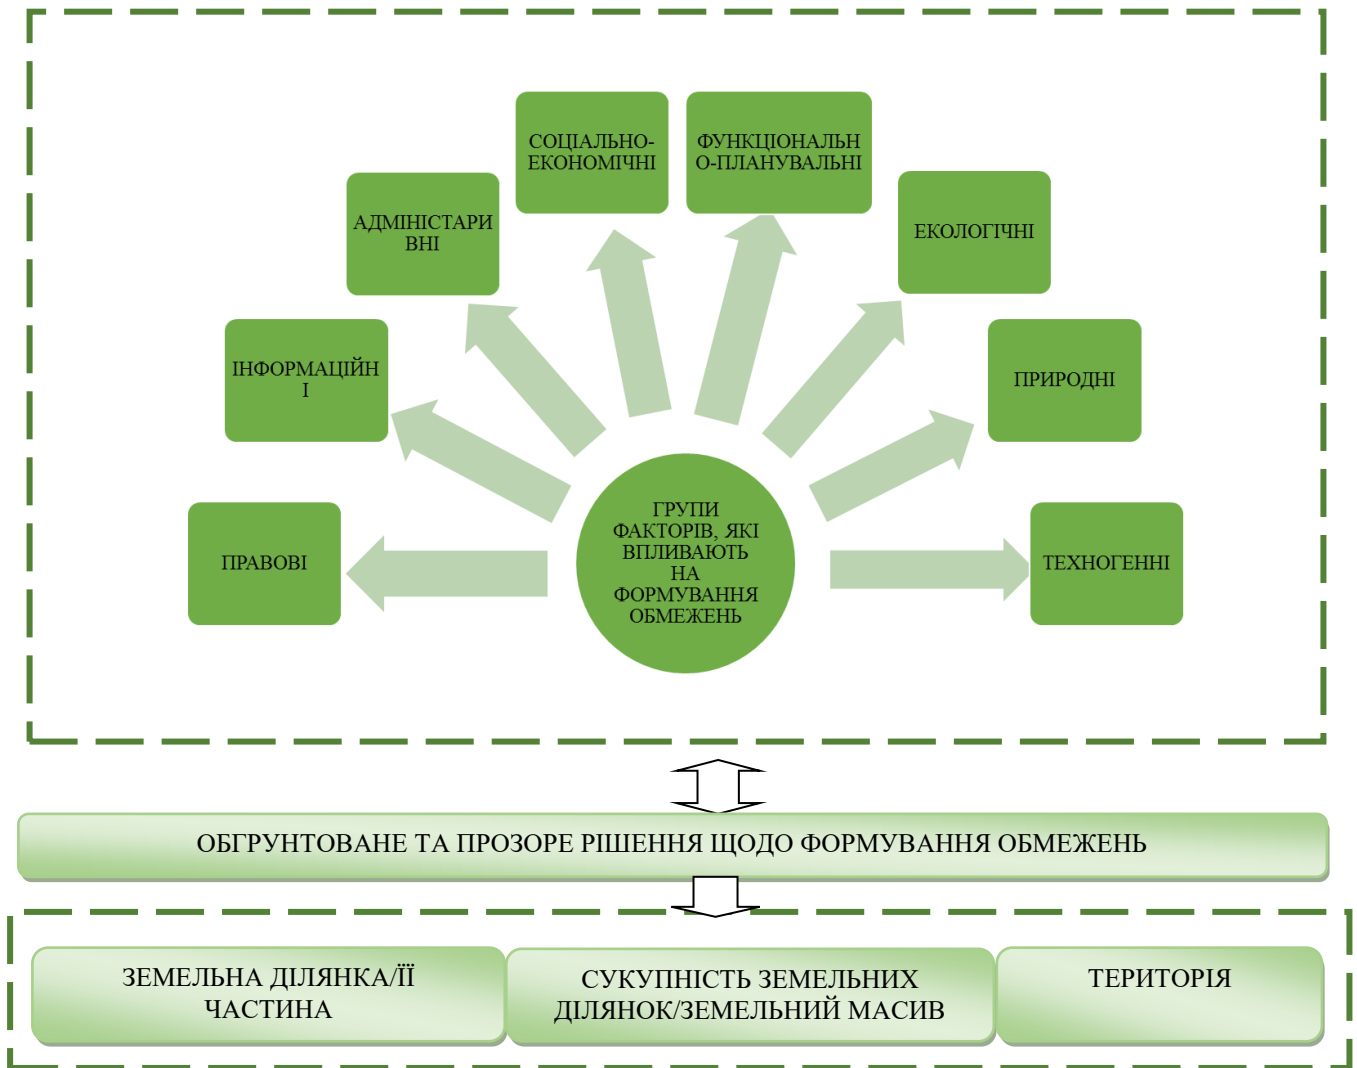 СОЦІАЛЬНО-
ЕКОНОМІЧНІ
ФУНКЦІОНАЛЬН
О-ПЛАНУВАЛЬНІ
АДМІНІСТАРИ
ВНІ
ЕКОЛОГІЧНІ
ІНФОРМАЦІЙН
І
ПРИРОДНІ
ПРАВОВІ
ГРУПИ
ФАКТОРІВ, ЯКІ
ВПЛИВАЮТЬ
НА
ФОРМУВАННЯ
ОБМЕЖЕНЬ
ТЕХНОГЕННІ
ОБГРУНТОВАНЕ ТА ПРОЗОРЕ РІШЕННЯ ЩОДО ФОРМУВАННЯ ОБМЕЖЕНЬ
ЗЕМЕЛЬНА ДІЛЯНКА/ЇЇ
ЧАСТИНА
СУКУПНІСТЬ ЗЕМЕЛЬНИХ
ДІЛЯНОК/ЗЕМЕЛЬНИЙ МАСИВ
ТЕРИТОРІЯ